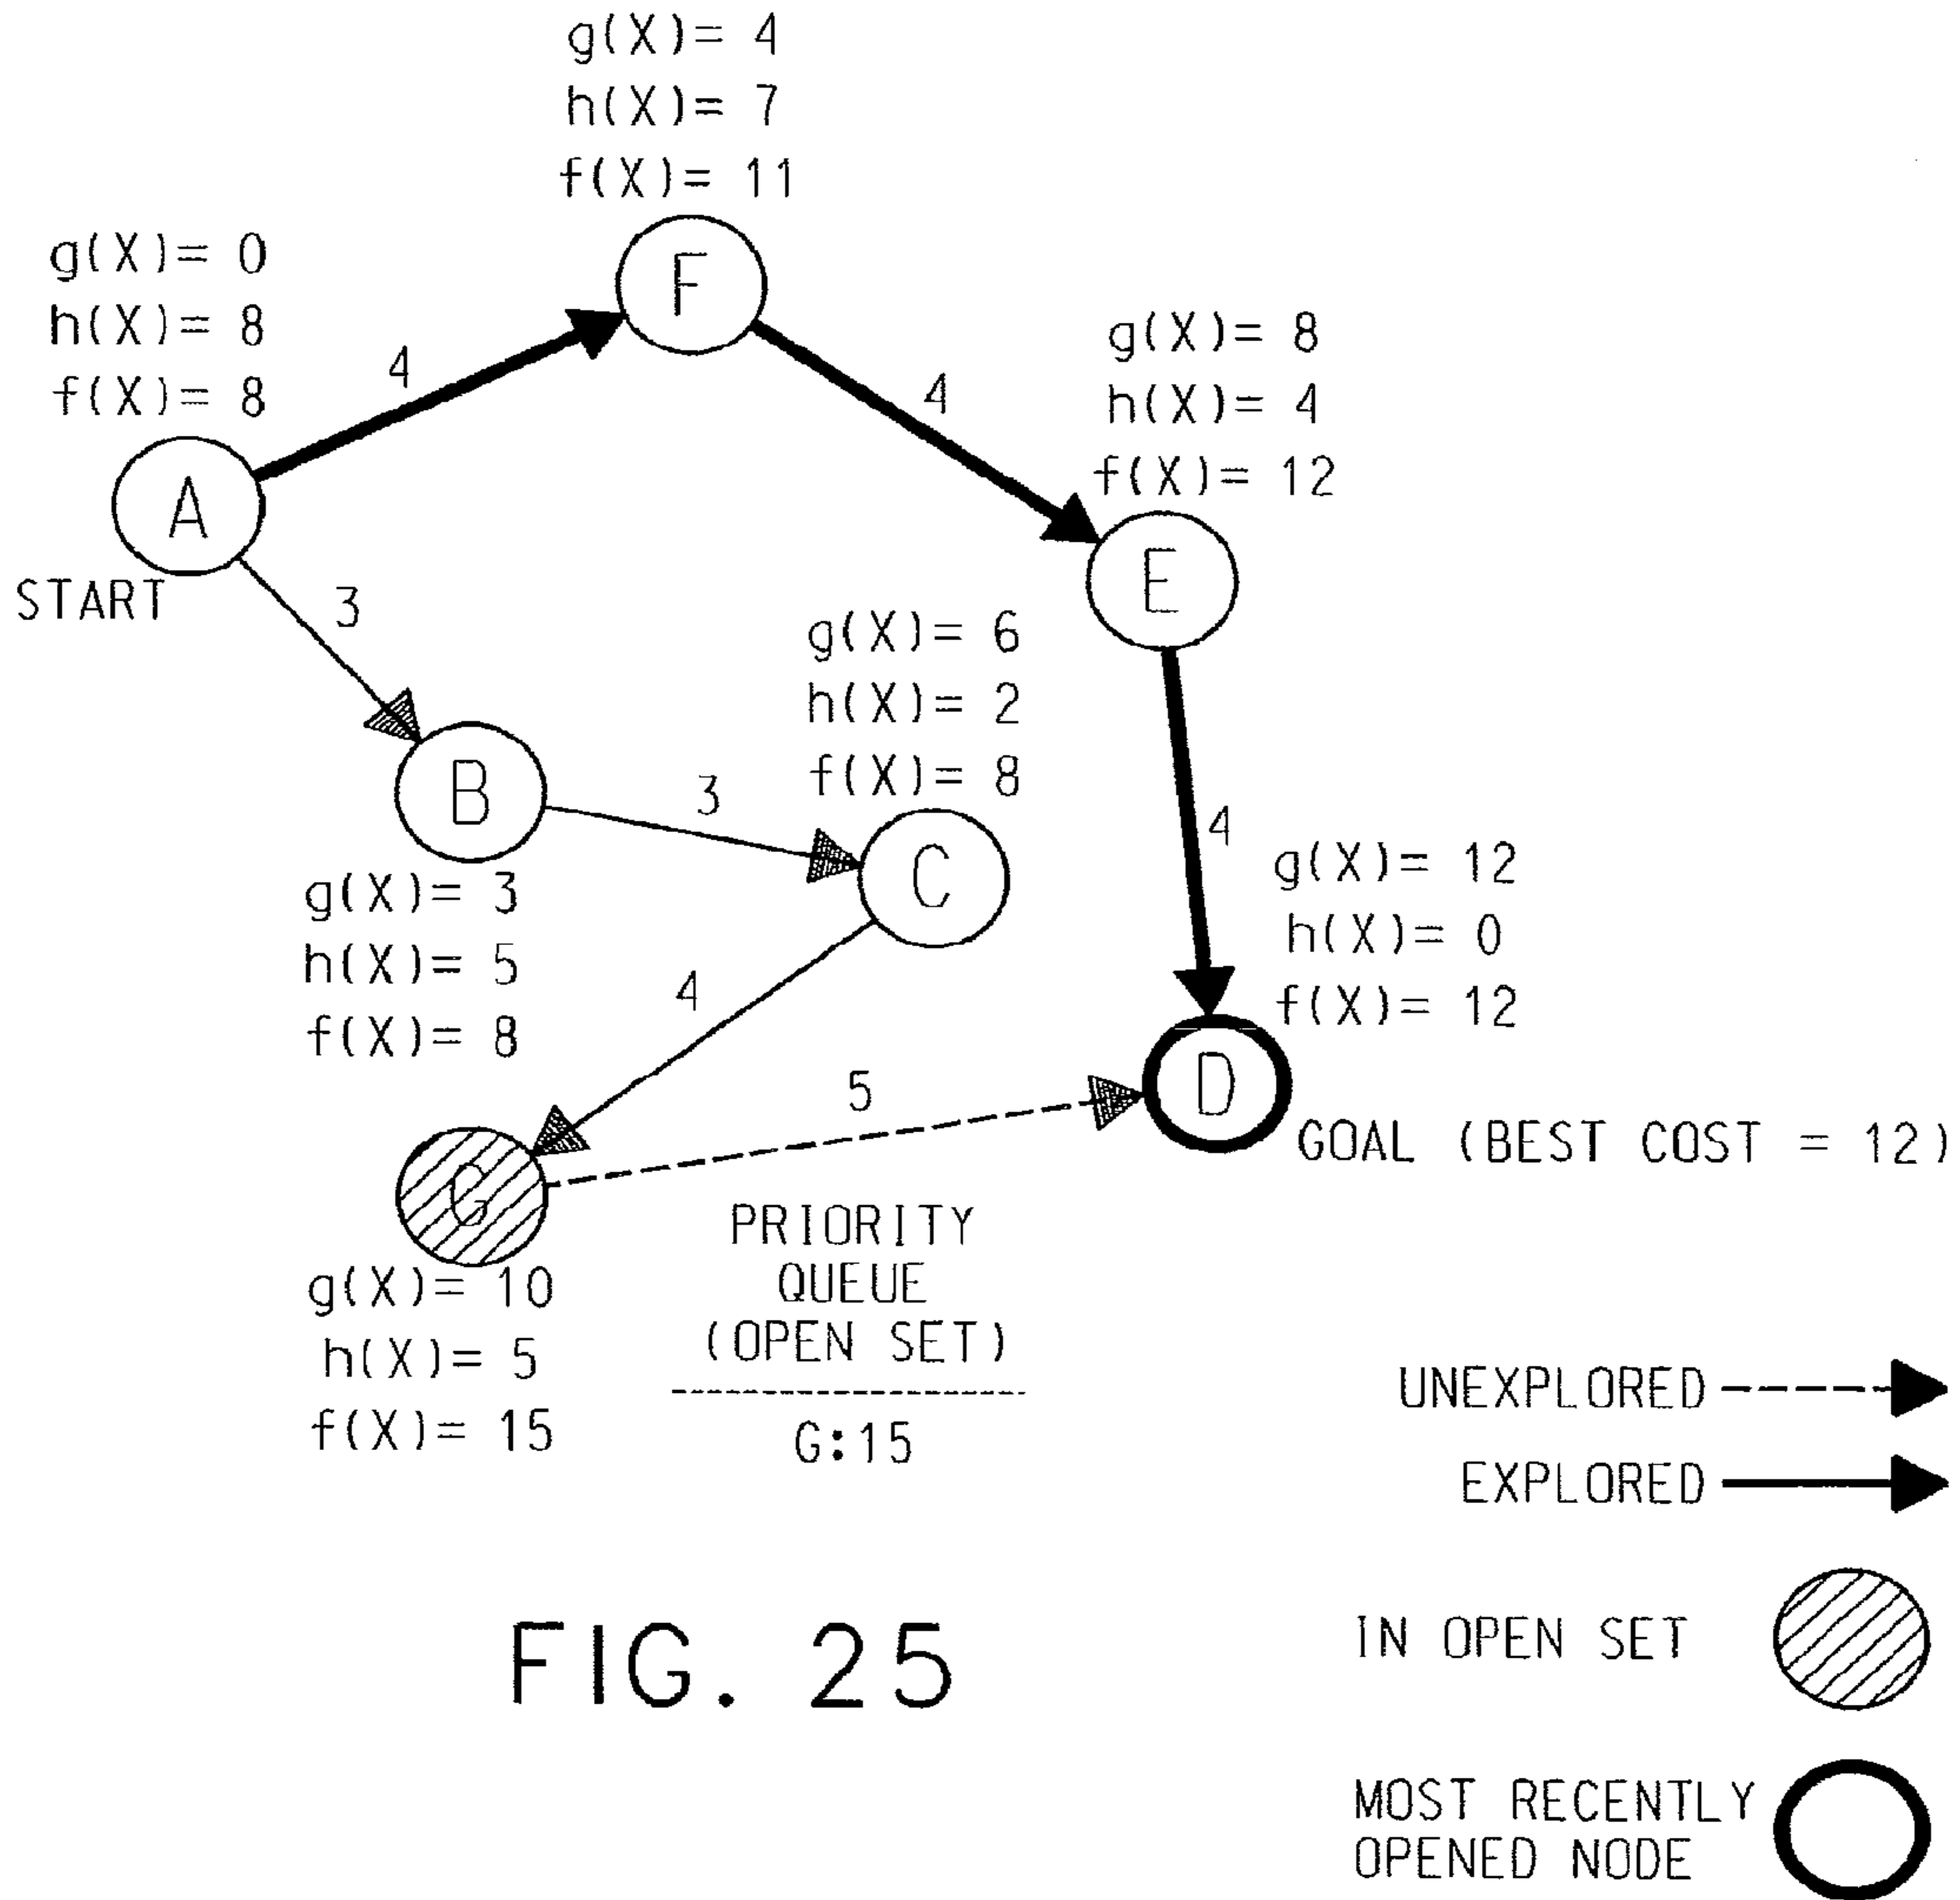 g(X)= 4
h(X)= 7
f(X)= 11
F
g(X)= 0
h(X)= 8
f(X)= 8
A
START
4
4
g(X)= 8
h(X)= 4
f(X)= 12
E
3
g(X)= 6
h(X)= 2
f(X)= 8
B
3
C
g(X)= 3
h(X)= 5
f(X)= 8
4
4
g(X)= 12
h(X)= 0
f(X)= 12
D
GOAL (BEST COST = 12)
5
G
g(X)= 10
h(X)= 5
f(X)= 15
PRIORITY
QUEUE
(OPEN SET)
G:15
UNEXPLORED
EXPLORED
IN OPEN SET
MOST RECENTLY
OPENED NODE
FIG. 25